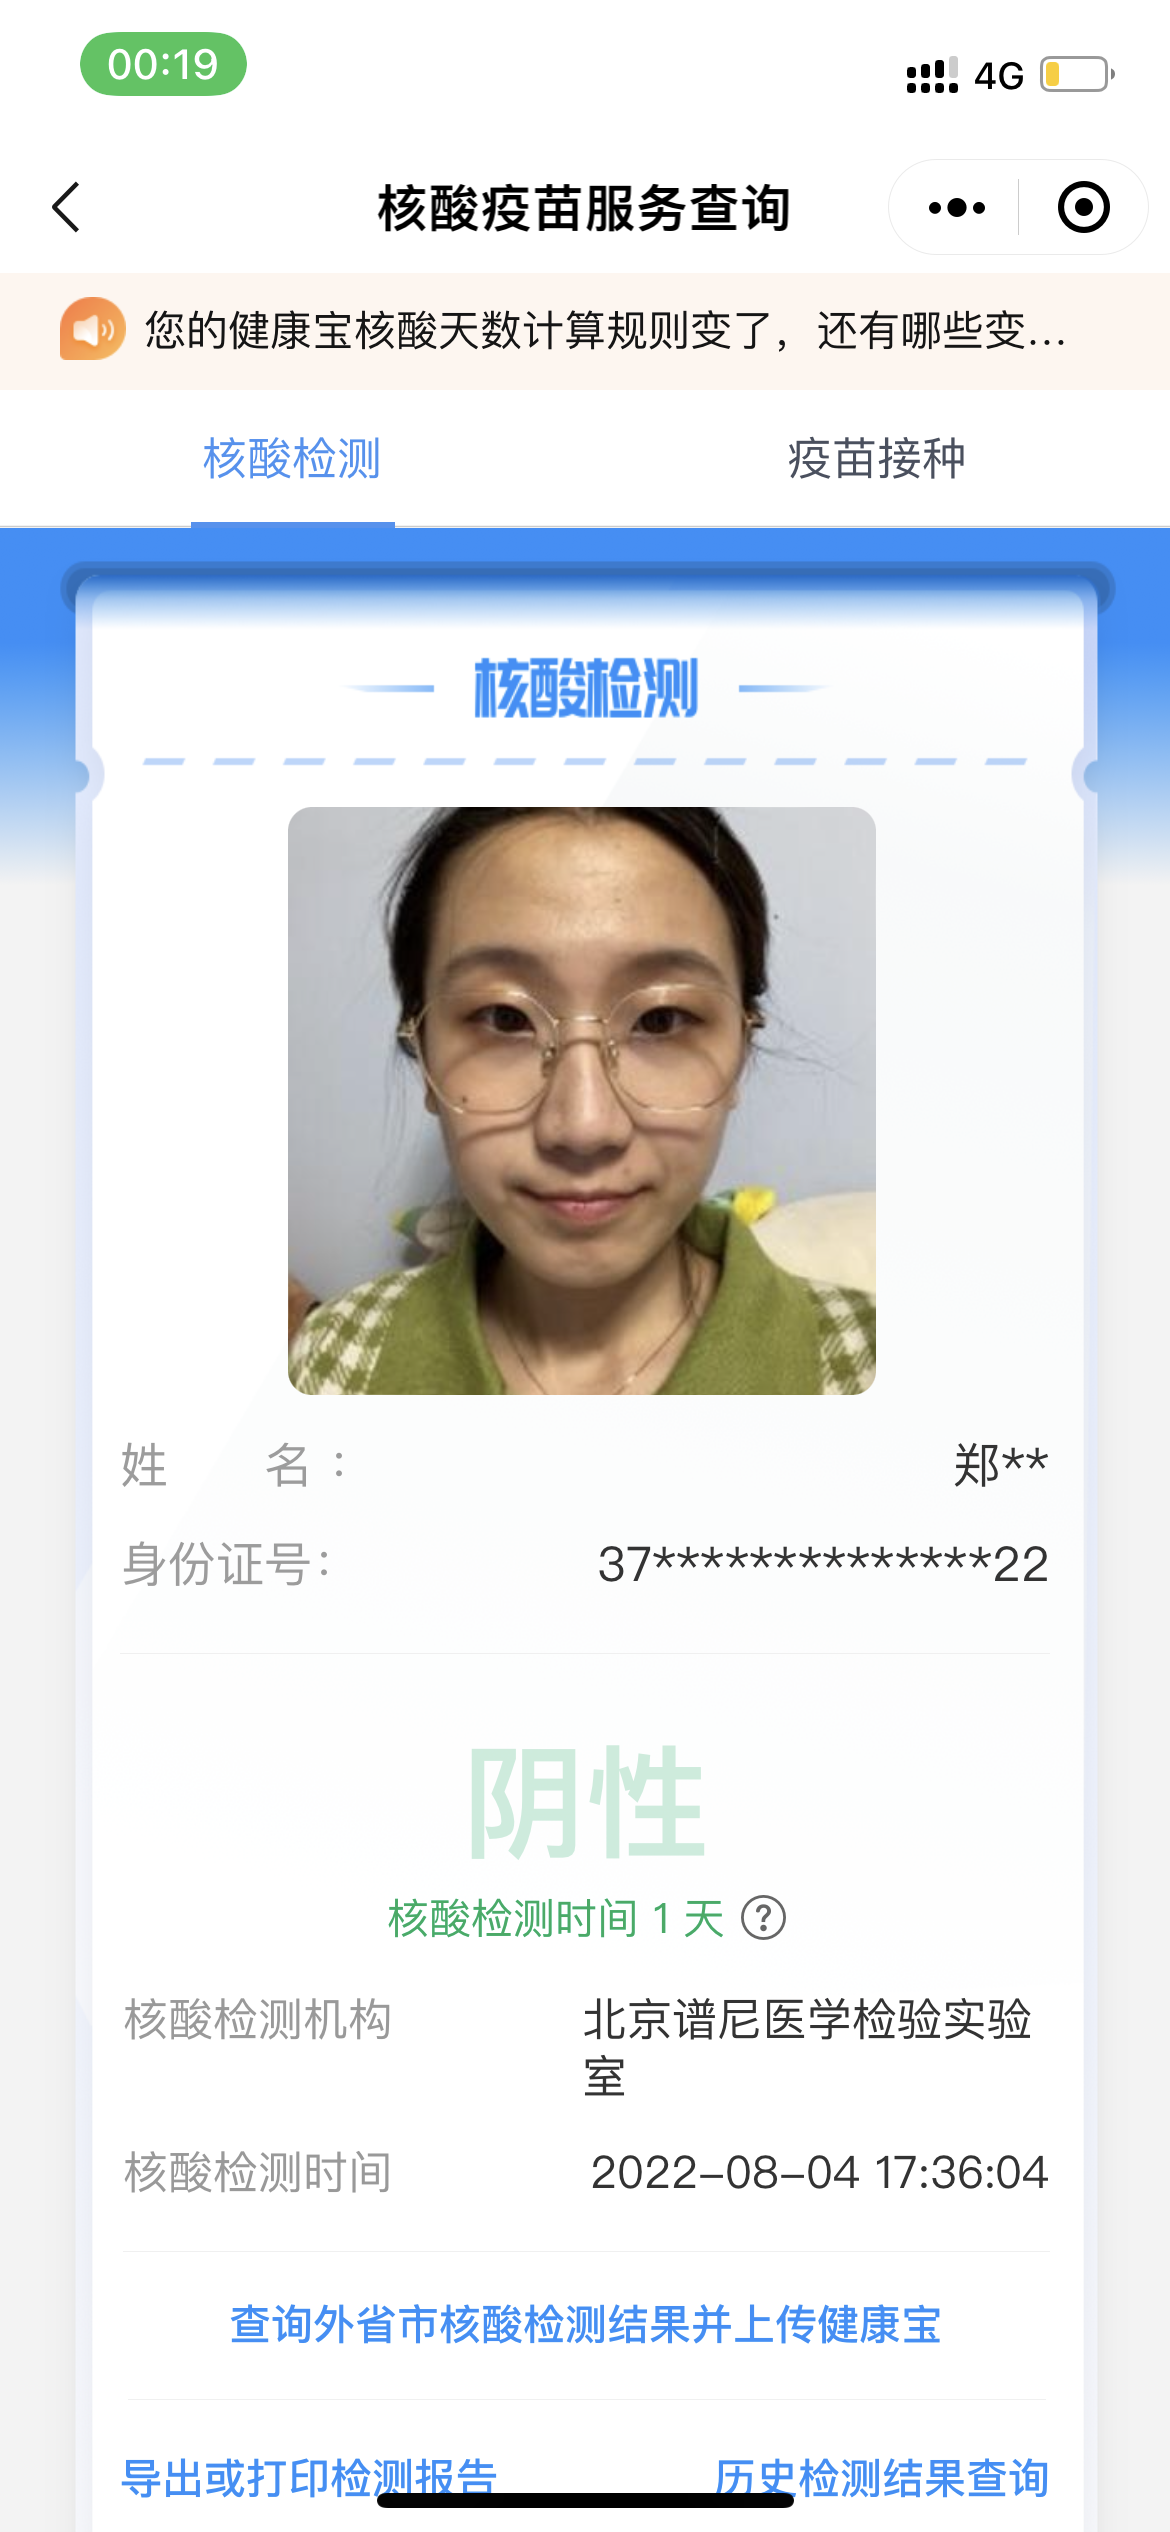 00:19
4G
核酸疫苗服务查询
您的健康宝核酸天数计算规则变了，还有哪些变...
核酸检测
疫苗接种
核酸检测
姓 名：
郑**
身份证号：
37**************22
阴性
核酸检测时间 1 天 ?
核酸检测机构
北京谱尼医学检验实验
室
核酸检测时间
2022-08-04 17:36:04
查询外省市核酸检测结果并上传健康宝
导出或打印检测报告
历史检测结果查询